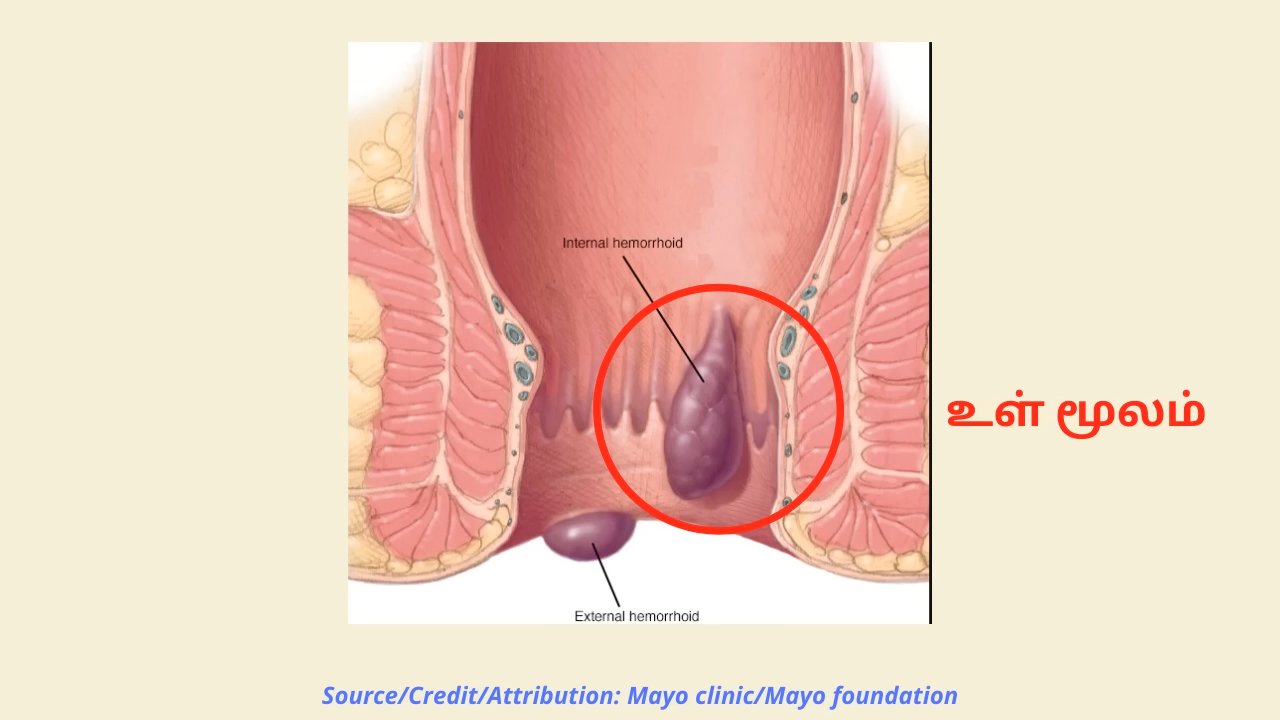 Internal hemorrhoid
உள் மூலம்
External hemorrhoid
Source/Credit/Attribution: Mayo clinic/Mayo foundation